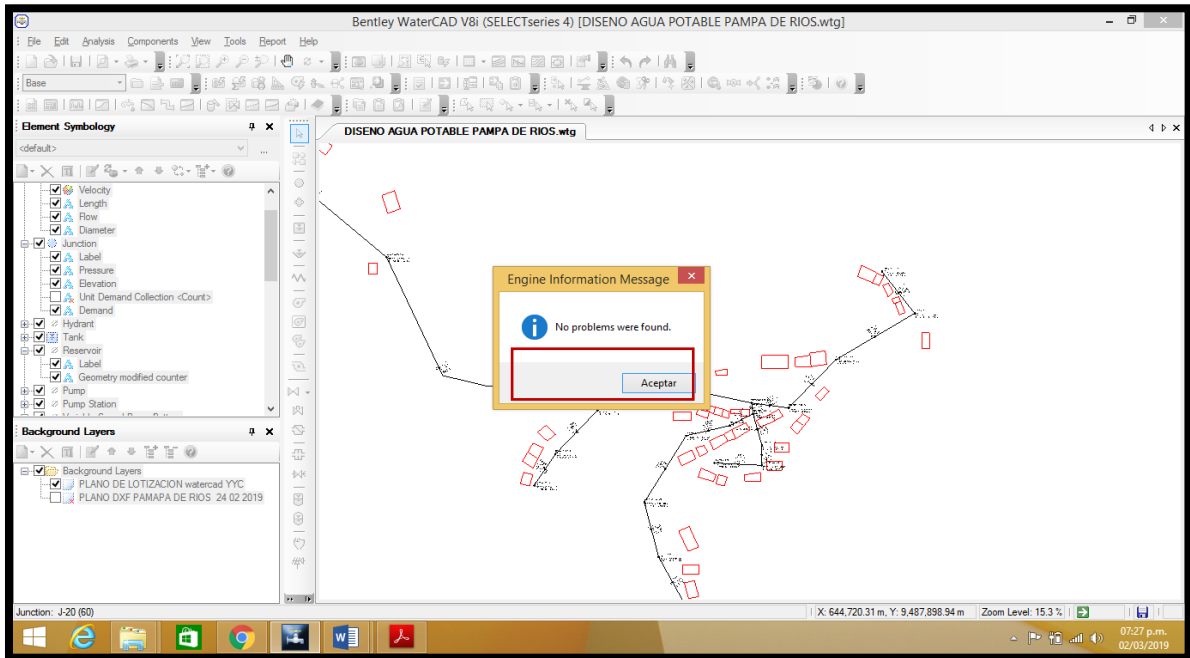 Bentley WaterCAD V8i (SELECTseries 4) [DISENO AGUA POTABLE PAMPA DE RIOS.wtg]
File Edit Analysis Components View Tools Report Help
Base
Element Symbology
<default>
Velocity
Length
Flow
Diameter
Junction
Label
Pressure
Elevation
Unit Demand Collection <Count>
Demand
Hydrant
Tank
Reservoir
Label
Geometry modified counter
Pump
Pump Station
Background Layers
Background Layers
PLANO DE LOTIZACION watercad YYC
PLANO DXF PAMAPA DE RIOS 24 02 2019
DISENO AGUA POTABLE PAMPA DE RIOS.wtg
Engine Information Message
No problems were found.
Aceptar
Junction: J-20 (60)
X: 644,720.31 m, Y: 9,487,898.94 m
Zoom Level: 15.3 %
07:27 p.m.
02/03/2019